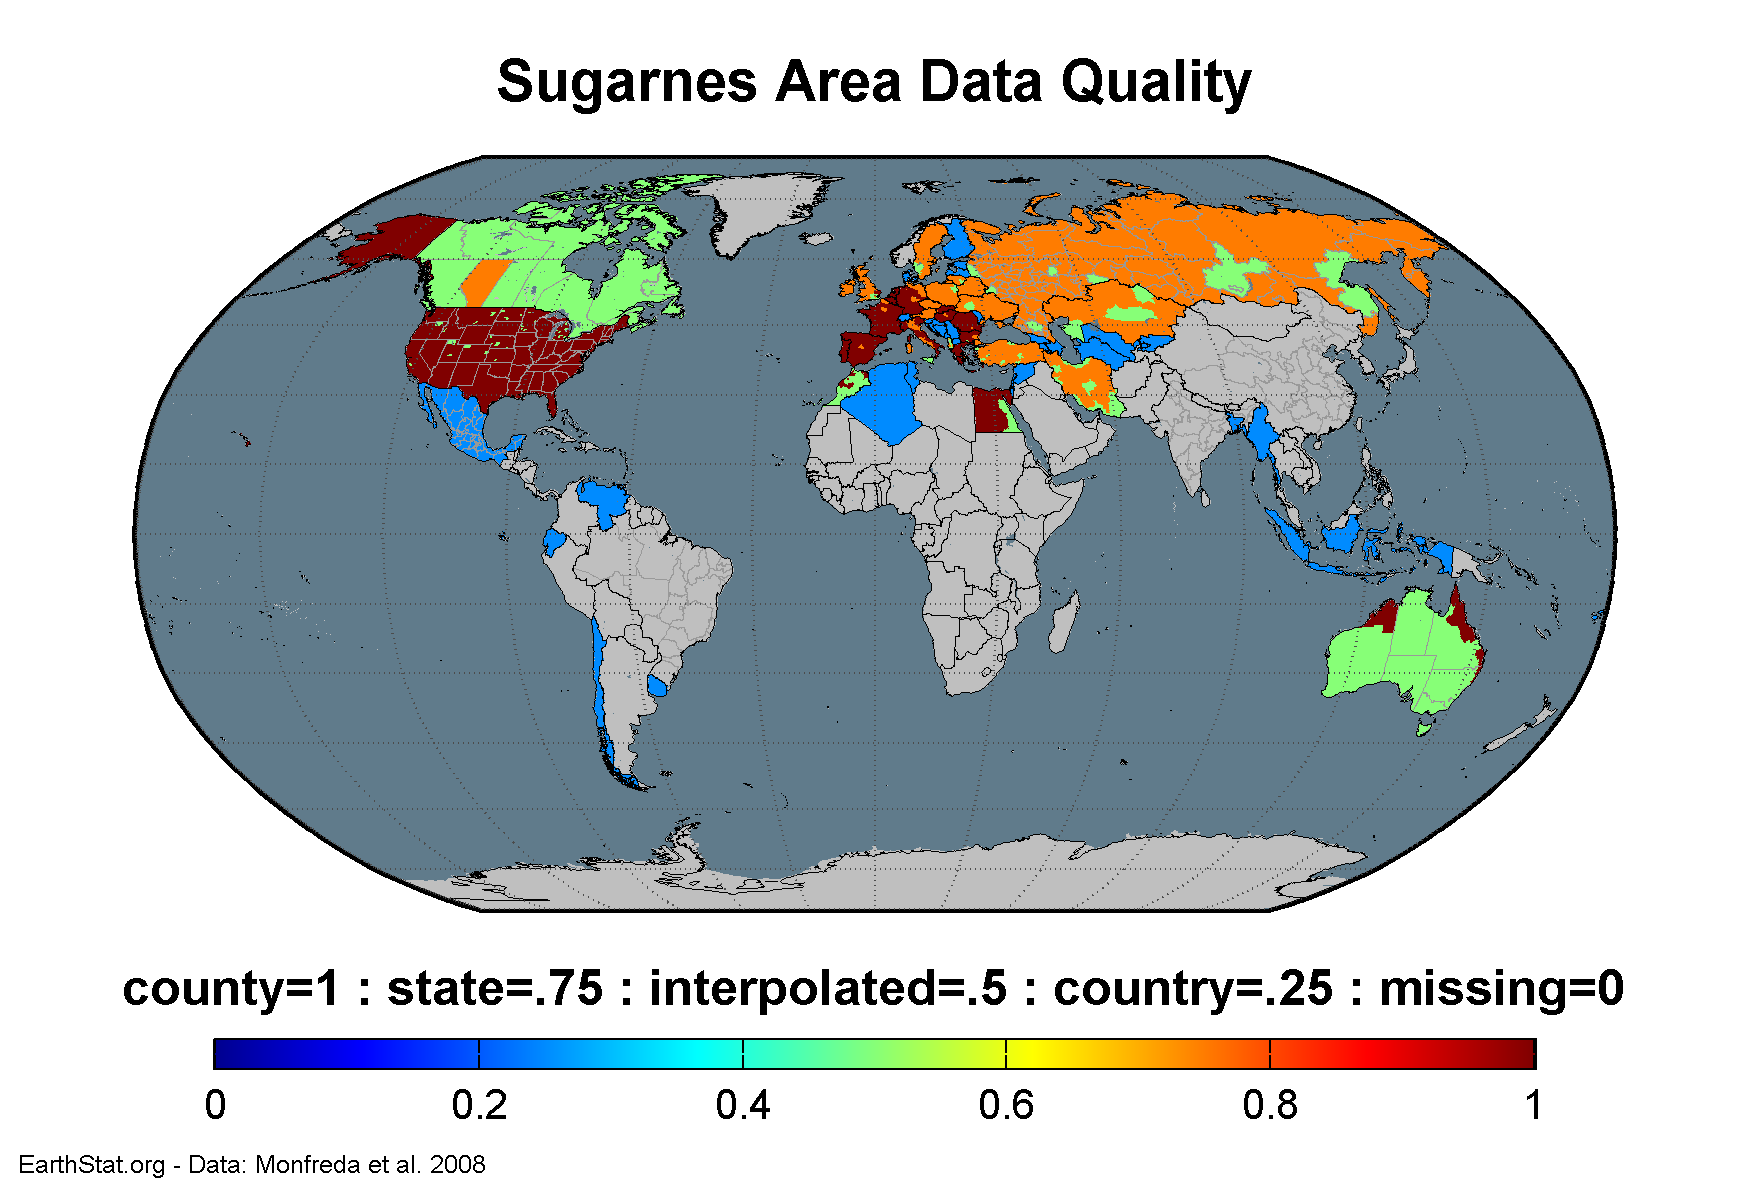 Sugarnes Area Data Quality
county=1 : state=.75 : interpolated=.5 : country=.25 : missing=0
0 0.2 0.4 0.6 0.8 1
EarthStat.org - Data: Monfreda et al. 2008